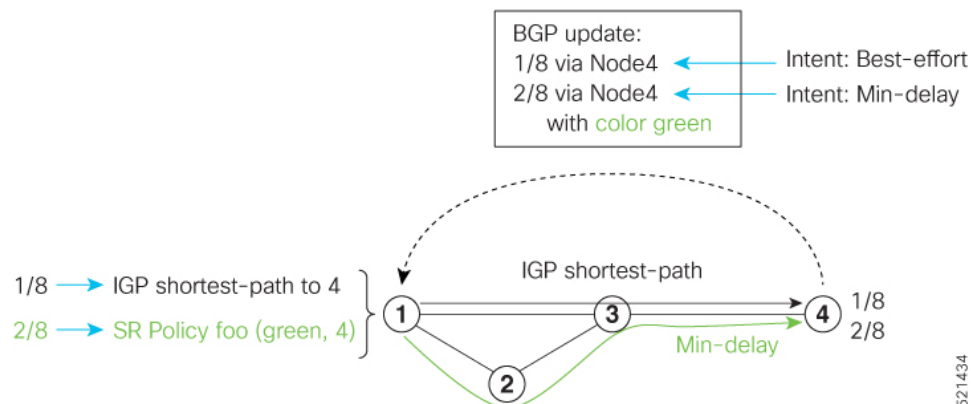 BGP update:
1/8 via Node4
Intent: Best-effort
2/8 via Node4
Intent: Min-delay
with color green
1/8
IGP shortest-path to 4
2/8
SR Policy foo (green, 4)
IGP shortest-path
1
3
4
1/8
2/8
Min-delay
2
521434